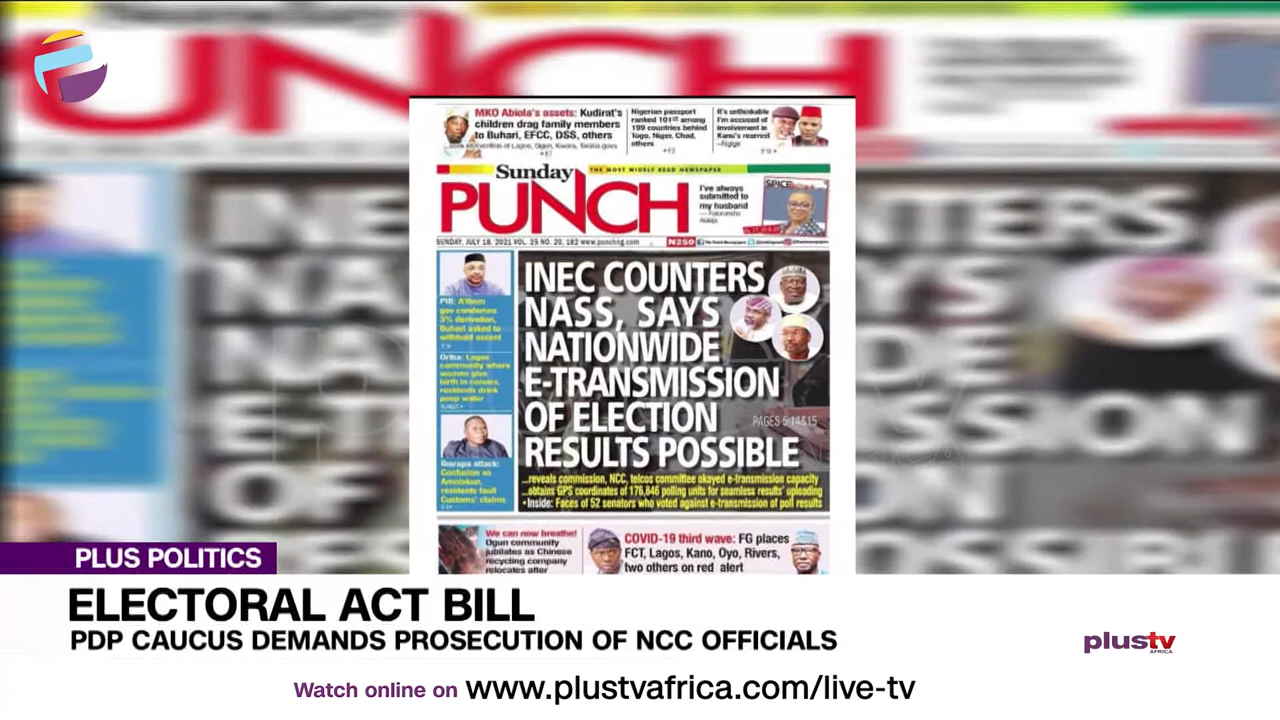 MKO Abiola's assets: Kudirat's
children drag family members
to Buhari, EFCC, DSS, others
Nigerian passport
ranked 101st among
199 countries behind
Togo, Niger, Chad,
others
It's unthinkable
I'm accused of
involvement in
Kanu's rearrest
—Ngige
Sunday
THE MOST WIDELY READ NEWSPAPER
PUNCH
I've always
submitted to
my husband
SPICE
SUNDAY, JULY 18, 2021 VOL. 25 NO. 20, 182 www.punchng.com
N250
PIB: A'Ibom
gov condemns
3% derivation,
Buhari asked to
withhold assent
Oriba: Lagos
community where
women give
birth in canoes,
residents drink
poop water
Ibarapa attack:
Confusion as
Amotekun,
residents fault
Customs' claims
INEC COUNTERS
NASS, SAYS
NATIONWIDE
E-TRANSMISSION
OF ELECTION
RESULTS POSSIBLE
PAGES 5,14&15
...reveals commission, NCC, telcos committee okayed e-transmission capacity
...obtains GPS coordinates of 176,846 polling units for seamless results' uploading
• Inside: Faces of 52 senators who voted against e-transmission of poll results
We can now breathe!
Ogun community
jubilates as Chinese
recycling company
relocates after
COVID-19 third wave: FG places
FCT, Lagos, Kano, Oyo, Rivers,
two others on red alert
PLUS POLITICS
ELECTORAL ACT BILL
PDP CAUCUS DEMANDS PROSECUTION OF NCC OFFICIALS
plustv
AFRICA
Watch online on www.plustvafrica.com/live-tv